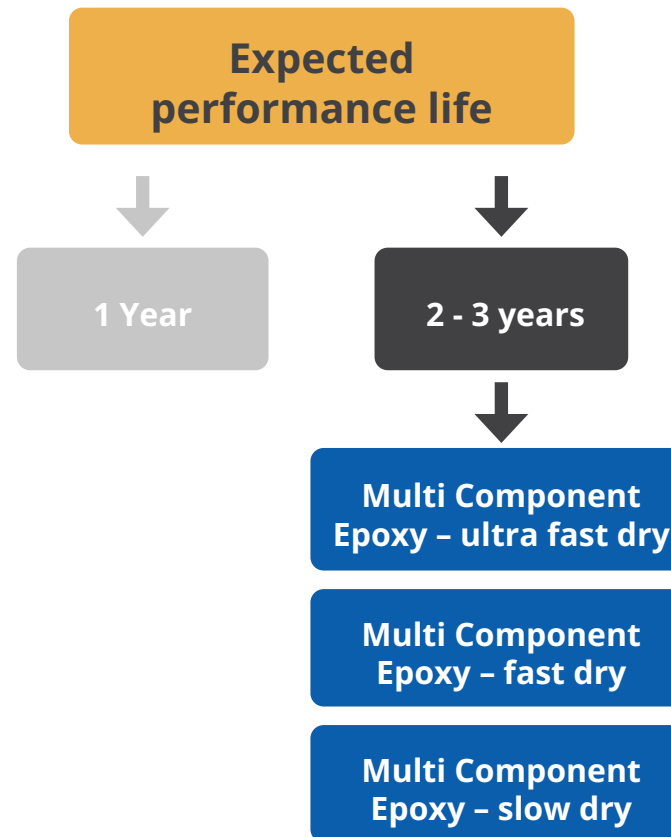 Expected
performance life
1 Year
2 - 3 years
Multi Component
Epoxy – ultra fast dry
Multi Component
Epoxy – fast dry
Multi Component
Epoxy – slow dry